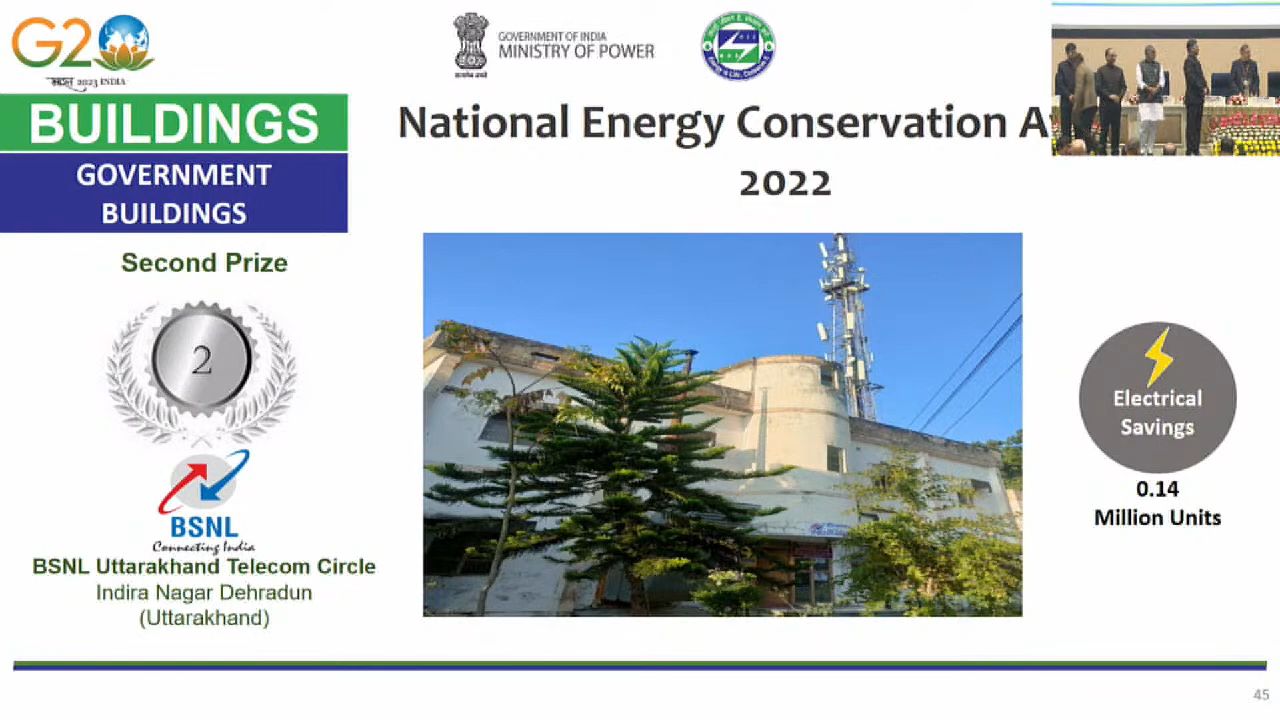 G20
भारत 2023 INDIA
GOVERNMENT OF INDIA
MINISTRY OF POWER
National Energy Conservation A
2022
BUILDINGS
GOVERNMENT
BUILDINGS
Second Prize
2
BSNL
Connecting India
BSNL Uttarakhand Telecom Circle
Indira Nagar Dehradun
(Uttarakhand)
Electrical
Savings
0.14
Million Units
45